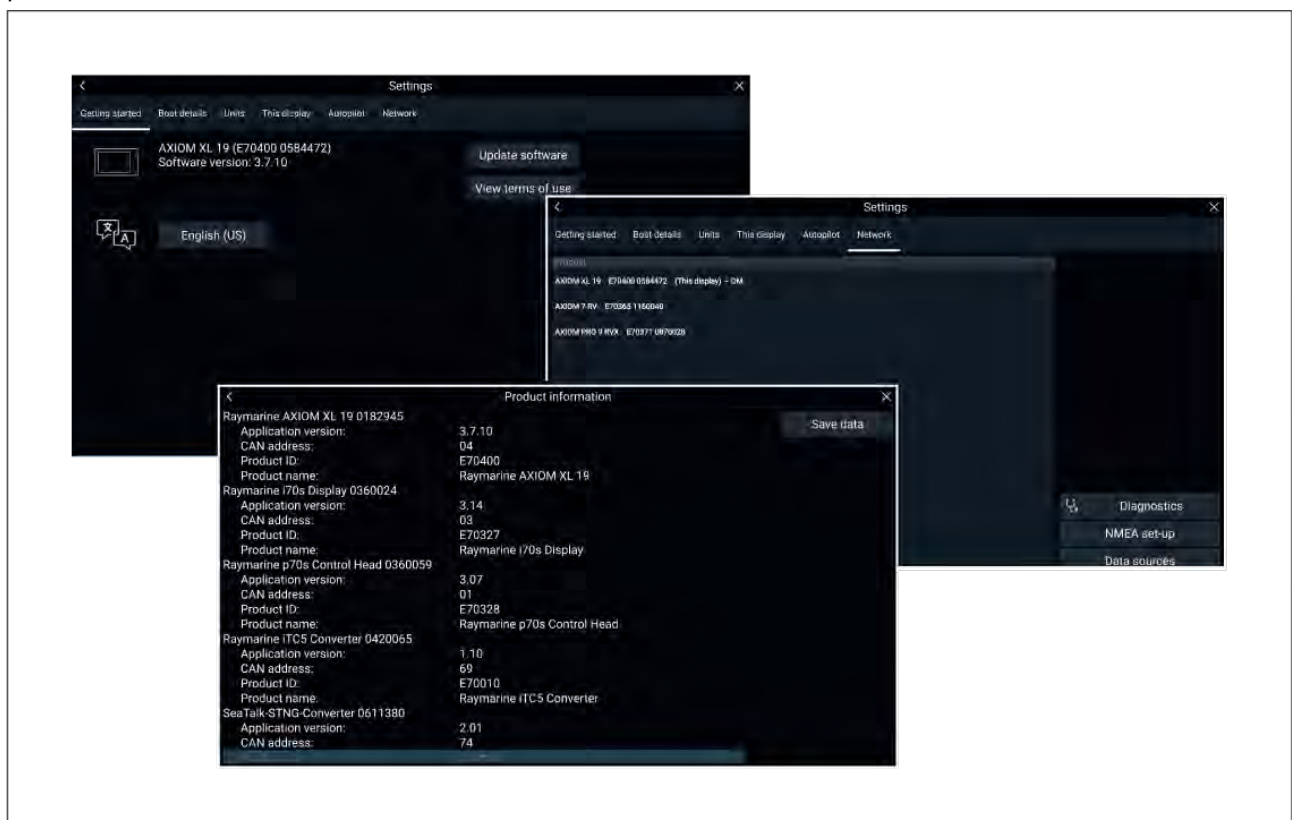 Settings
Getting started Boat details Units This display Autopilot Network
AXIOM XL 19 (E70400 0584472)
Software version: 3.7.10
Update software
View terms of use
English (US)
Settings
Getting started Boat details Units This display Autopilot Network
AXIOM XL 19 E70400 0584472 (This display) – DM
AXIOM 7 RV E70365 1160040
AXIOM PRO 9 RVX E70371 0970028
Diagnostics
NMEA set-up
Data sources
Product information
Save data
Raymarine AXIOM XL 19 0182945
Application version: 3.7.10
CAN address: 04
Product ID: E70400
Product name: Raymarine AXIOM XL 19
Raymarine i70s Display 0360024
Application version: 3.14
CAN address: 03
Product ID: E70327
Product name: Raymarine i70s Display
Raymarine p70s Control Head 0360059
Application version: 3.07
CAN address: 01
Product ID: E70328
Product name: Raymarine p70s Control Head
Raymarine iTC5 Converter 0420065
Application version: 1.10
CAN address: 69
Product ID: E70010
Product name: Raymarine iTC5 Converter
SeaTalk-STNG-Converter 0611380
Application version: 2.01
CAN address: 74